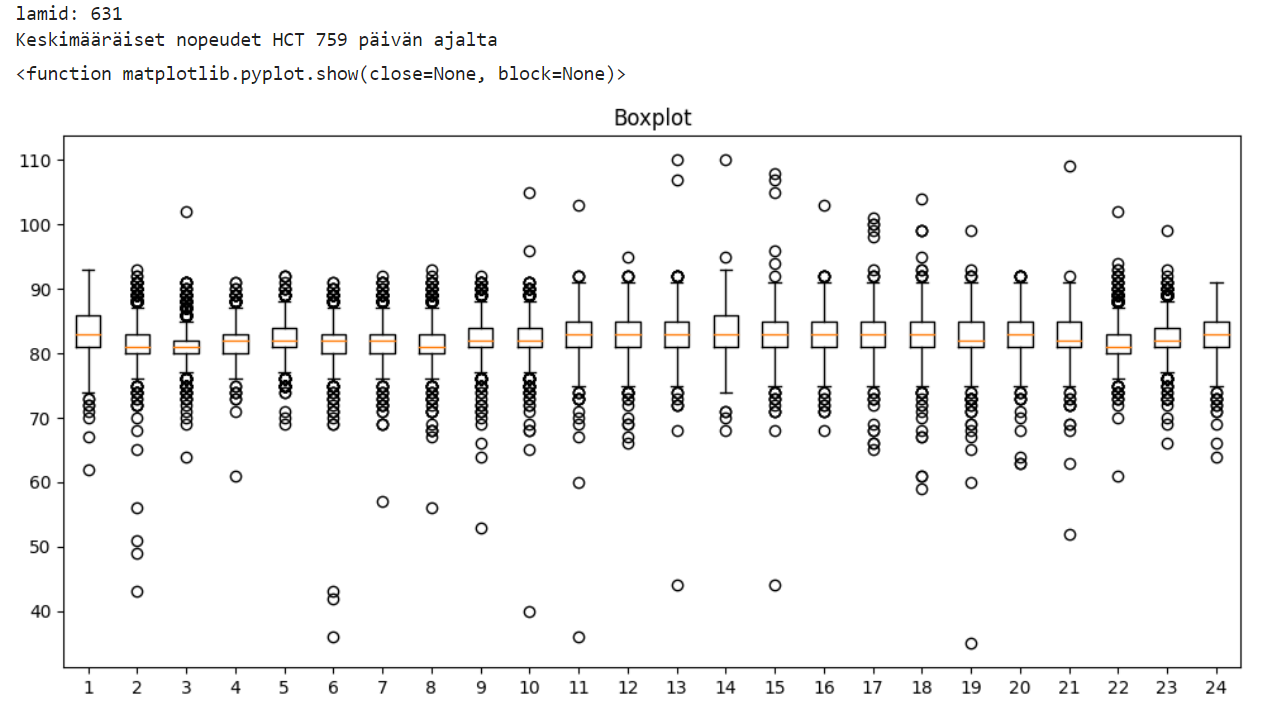 lamid: 631
Keskimääräiset nopeudet HCT 759 päivän ajalta
<function matplotlib.pyplot.show(close=None, block=None)>
Boxplot
110
100
90
80
70
60
50
40
1 2 3 4 5 6 7 8 9 10 11 12 13 14 15 16 17 18 19 20 21 22 23 24